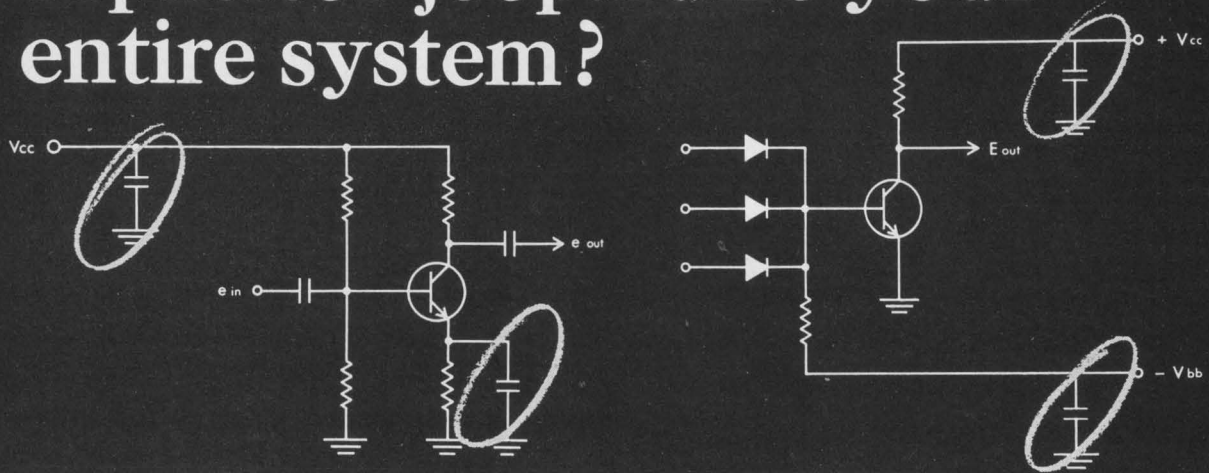 entire system?
Vcc
+ Vcc
E out
e out
e in
− Vbb